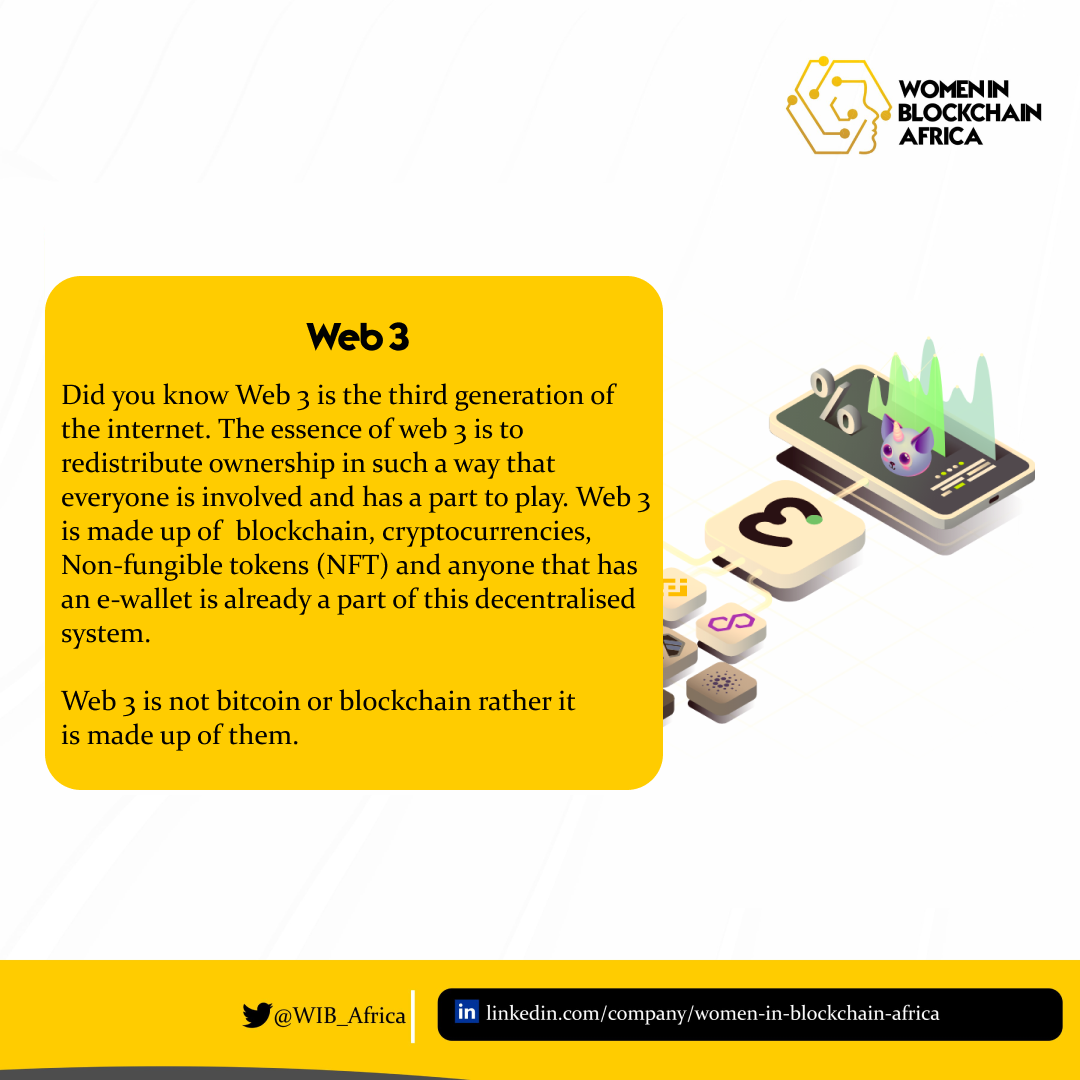 WOMEN IN
BLOCKCHAIN
AFRICA
Web 3
Did you know Web 3 is the third generation of
the internet. The essence of web 3 is to
redistribute ownership in such a way that
everyone is involved and has a part to play. Web 3
is made up of  blockchain, cryptocurrencies,
Non-fungible tokens (NFT) and anyone that has
an e-wallet is already a part of this decentralised
system.
Web 3 is not bitcoin or blockchain rather it
is made up of them.
%
@WIB_Africa
in linkedin.com/company/women-in-blockchain-africa